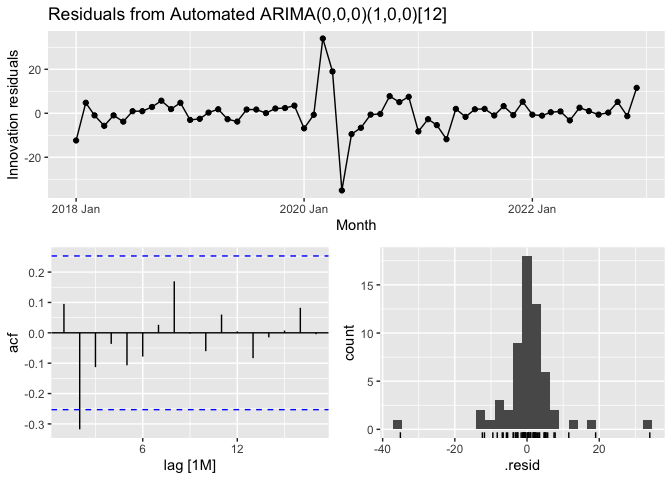 Residuals from Automated ARIMA(0,0,0)(1,0,0)[12]
Innovation residuals
20
0
-20
2018 Jan
2020 Jan
2022 Jan
Month
acf
0.2
0.1
0.0
-0.1
-0.2
-0.3
6
12
lag [1M]
count
15
10
5
0
-40
-20
0
20
.resid